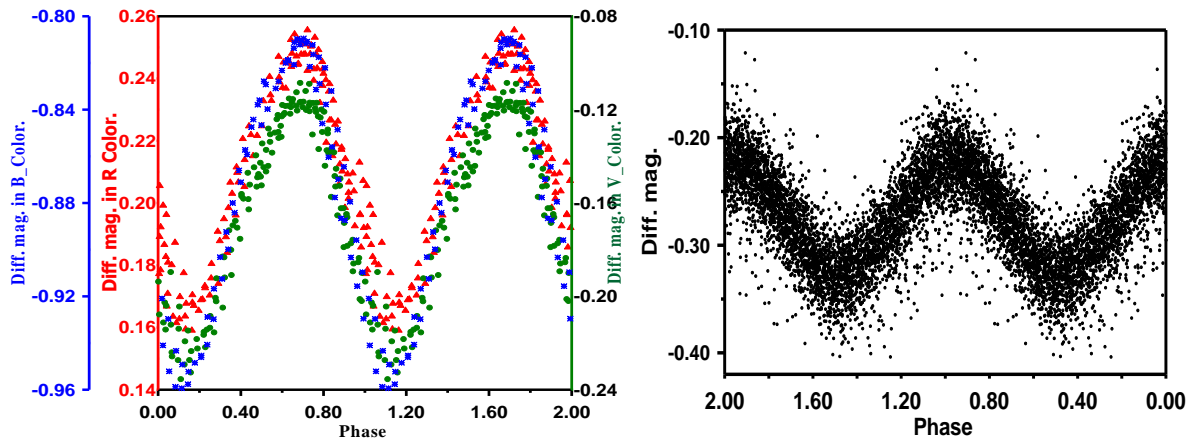 Diff. mag. in B_Color.
-0.80
-0.84
-0.88
-0.92
-0.96
Diff. mag. in R Color.
0.26
0.24
0.22
0.20
0.18
0.16
0.14
0.00 0.40 0.80 1.20 1.60 2.00
Phase
-0.08
-0.12
-0.16
-0.20
-0.24
Diff. mag. in V_Color.
Diff. mag.
-0.10
-0.20
-0.30
-0.40
2.00 1.60 1.20 0.80 0.40 0.00
Phase